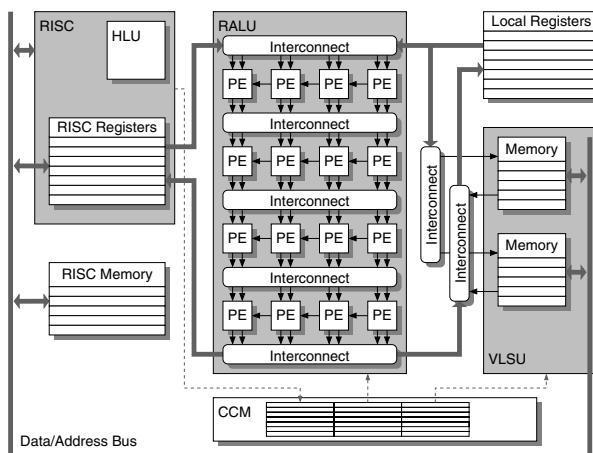 RISC
HLU
RISC Registers
RISC Memory
RALU
Interconnect
PE PE PE PE
Interconnect
PE PE PE PE
Interconnect
PE PE PE PE
Interconnect
PE PE PE PE
Interconnect
Interconnect
Interconnect
Local Registers
Memory
Memory
VLSU
CCM
Data/Address Bus